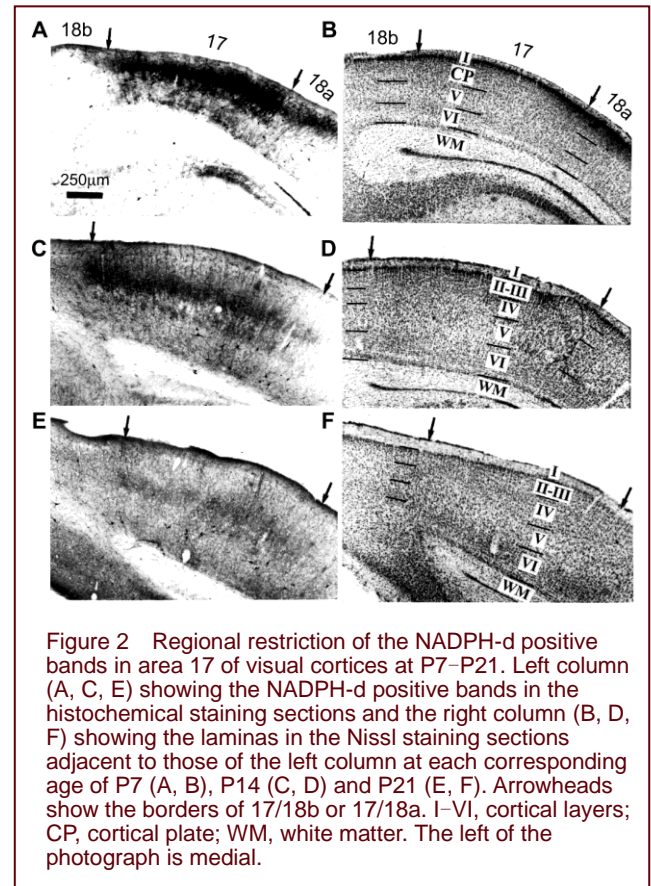 A 18b 17 18a
250μm
B 18b 17 18a
I
CP
V
VI
WM
C
D
I
II-III
IV
V
VI
WM
E
F
I
II-III
IV
V
VI
WM
Figure 2 Regional restriction of the NADPH-d positive
bands in area 17 of visual cortices at P7–P21. Left column
(A, C, E) showing the NADPH-d positive bands in the
histochemical staining sections and the right column (B, D,
F) showing the laminas in the Nissl staining sections
adjacent to those of the left column at each corresponding
age of P7 (A, B), P14 (C, D) and P21 (E, F). Arrowheads
show the borders of 17/18b or 17/18a. I–VI, cortical layers;
CP, cortical plate; WM, white matter. The left of the
photograph is medial.